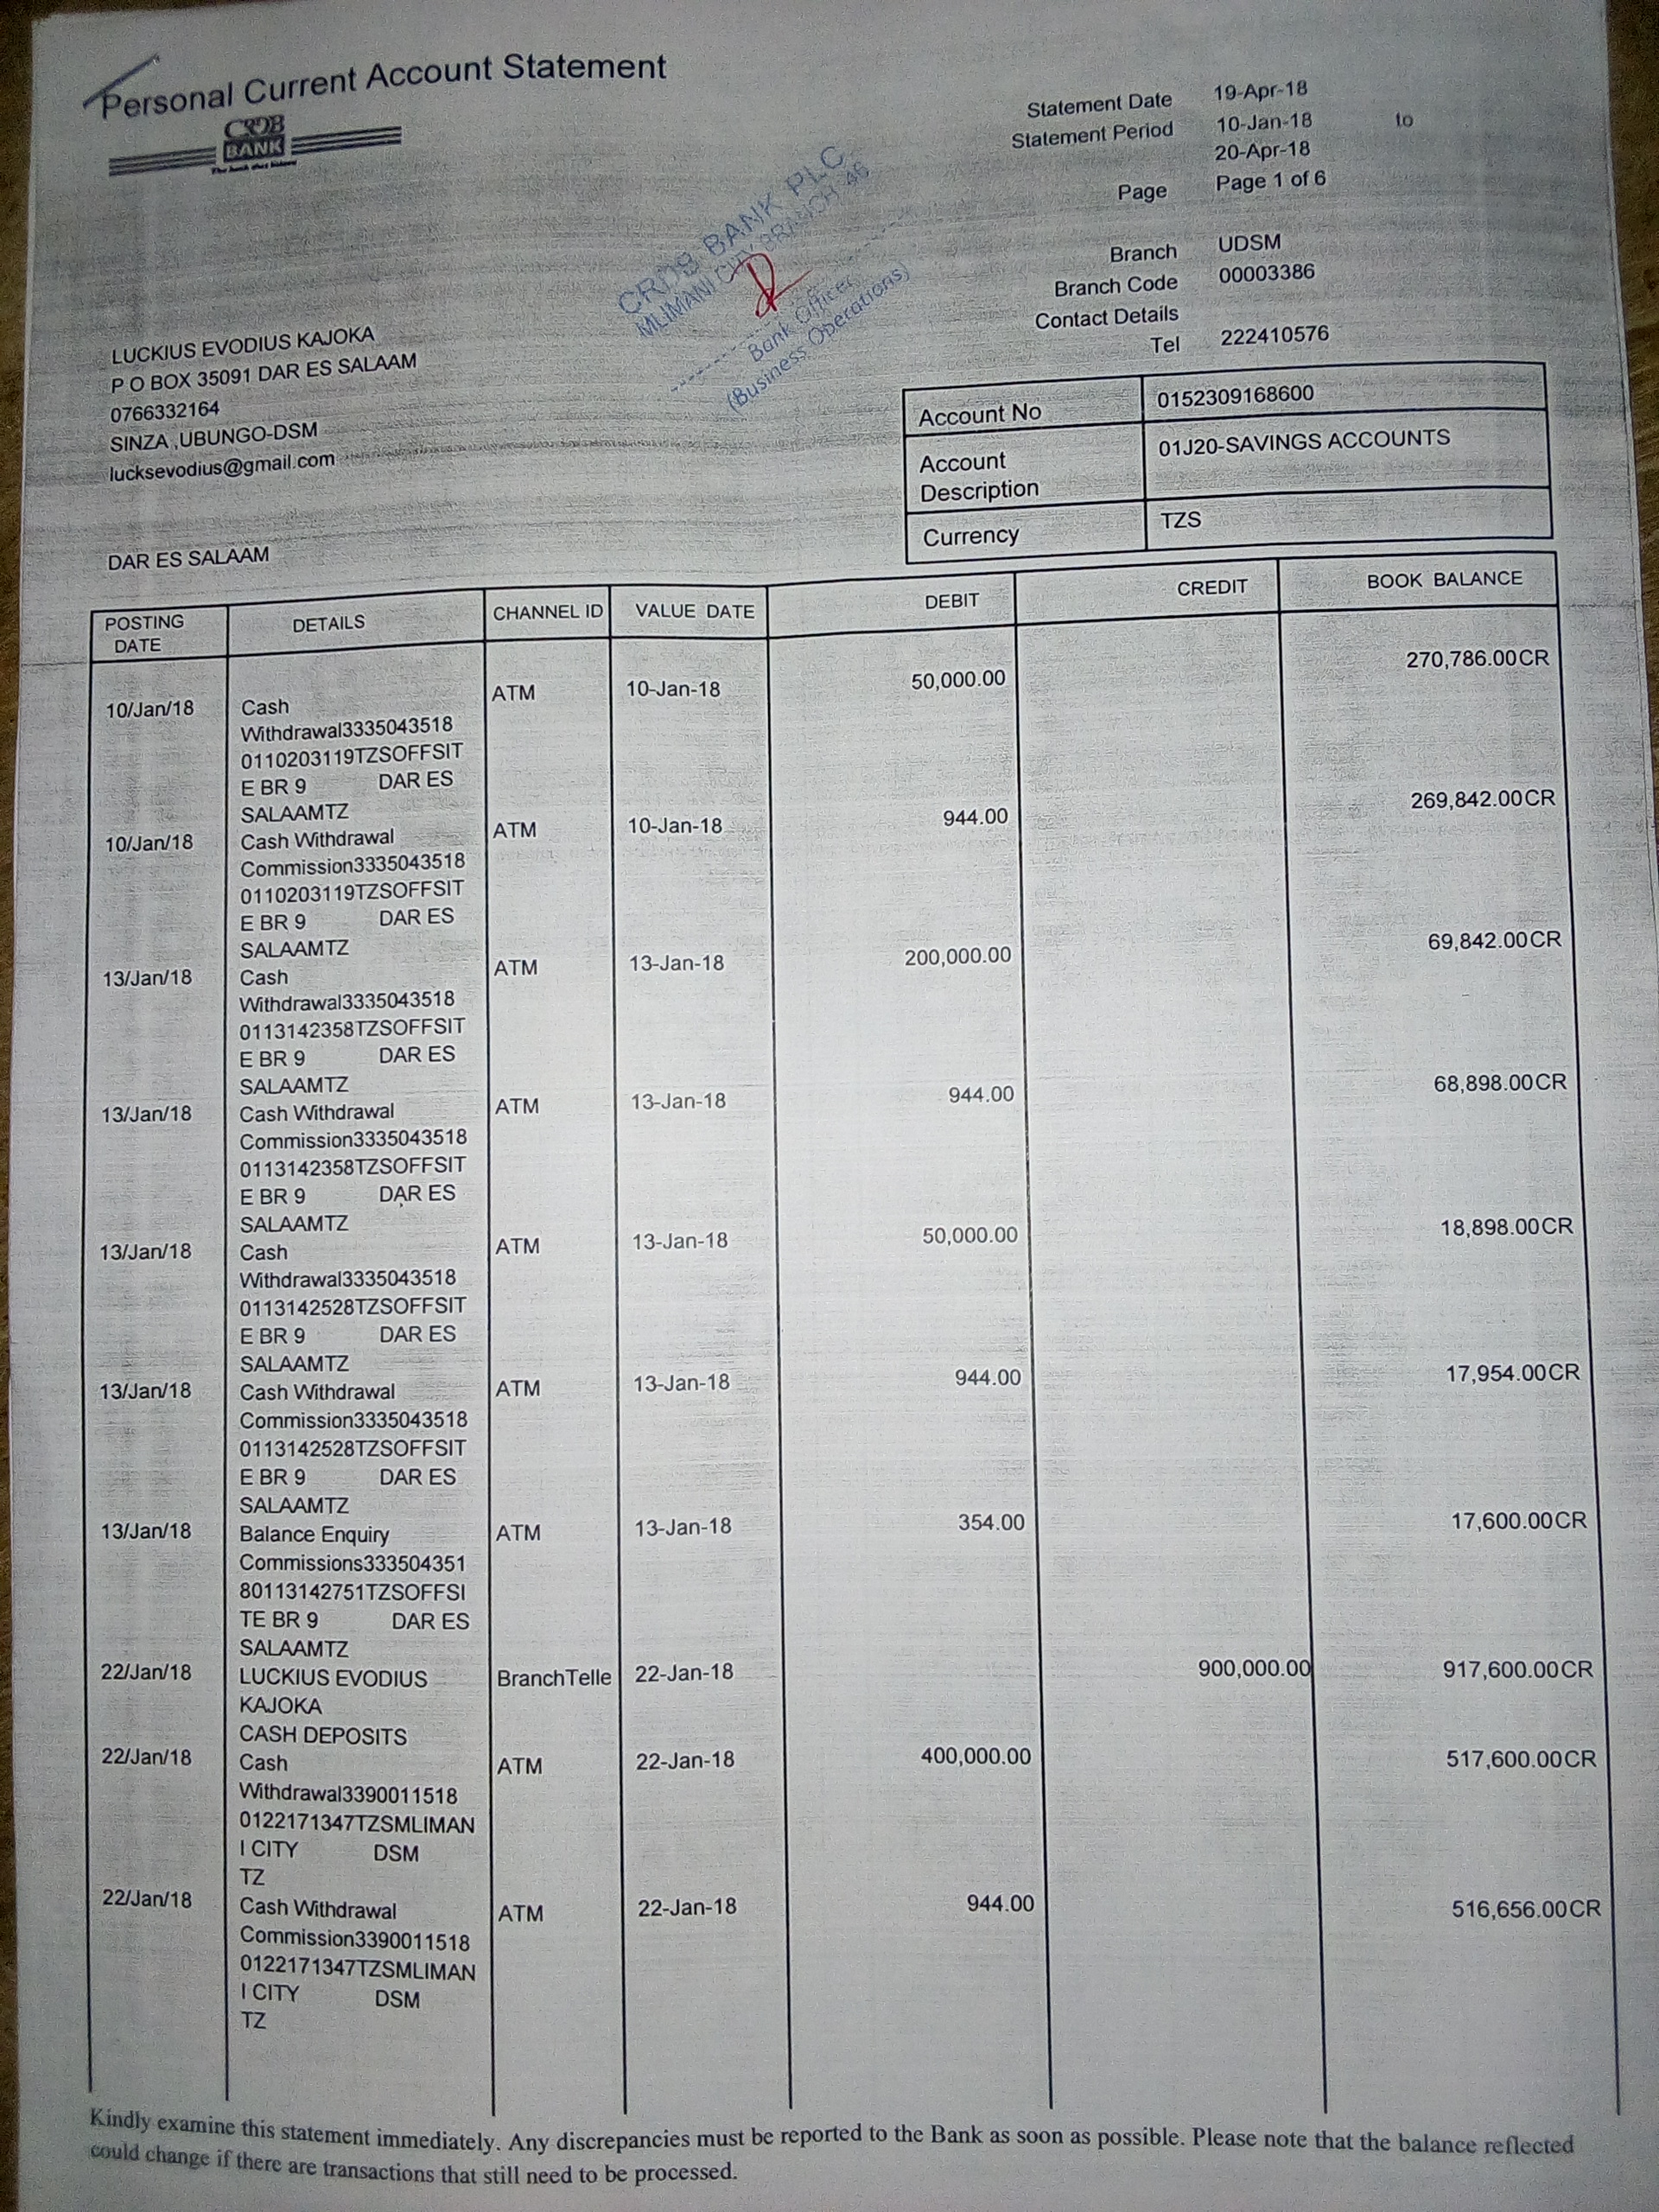 Personal Current Account Statement
CRDB
BANK
The bank that listens
Statement Date 19-Apr-18
Statement Period 10-Jan-18 to
20-Apr-18
Page Page 1 of 6
CRDB BANK PLC
MLIMANI CITY BRANCH 46
Bank Officer
(Business Operations)
Branch UDSM
Branch Code 00003386
Contact Details
Tel 222410576
LUCKIUS EVODIUS KAJOKA
P O BOX 35091 DAR ES SALAAM
0766332164
SINZA ,UBUNGO-DSM
lucksevodius@gmail.com
DAR ES SALAAM
Account No 0152309168600
Account Description 01J20-SAVINGS ACCOUNTS
Currency TZS
POSTING DATE DETAILS CHANNEL ID VALUE DATE DEBIT CREDIT BOOK BALANCE
10/Jan/18 Cash ATM 10-Jan-18 50,000.00 270,786.00CR
Withdrawal3335043518
0110203119TZSOFFSIT
E BR 9 DAR ES
SALAAMTZ
10/Jan/18 Cash Withdrawal ATM 10-Jan-18 944.00 269,842.00CR
Commission3335043518
0110203119TZSOFFSIT
E BR 9 DAR ES
SALAAMTZ
13/Jan/18 Cash ATM 13-Jan-18 200,000.00 69,842.00CR
Withdrawal3335043518
0113142358TZSOFFSIT
E BR 9 DAR ES
SALAAMTZ
13/Jan/18 Cash Withdrawal ATM 13-Jan-18 944.00 68,898.00CR
Commission3335043518
0113142358TZSOFFSIT
E BR 9 DAR ES
SALAAMTZ
13/Jan/18 Cash ATM 13-Jan-18 50,000.00 18,898.00CR
Withdrawal3335043518
0113142528TZSOFFSIT
E BR 9 DAR ES
SALAAMTZ
13/Jan/18 Cash Withdrawal ATM 13-Jan-18 944.00 17,954.00CR
Commission3335043518
0113142528TZSOFFSIT
E BR 9 DAR ES
SALAAMTZ
13/Jan/18 Balance Enquiry ATM 13-Jan-18 354.00 17,600.00CR
Commissions333504351
80113142751TZSOFFSI
TE BR 9 DAR ES
SALAAMTZ
22/Jan/18 LUCKIUS EVODIUS BranchTelle 22-Jan-18 900,000.00 917,600.00CR
KAJOKA
CASH DEPOSITS
22/Jan/18 Cash ATM 22-Jan-18 400,000.00 517,600.00CR
Withdrawal3390011518
0122171347TZSMLIMAN
I CITY DSM
TZ
22/Jan/18 Cash Withdrawal ATM 22-Jan-18 944.00 516,656.00CR
Commission3390011518
0122171347TZSMLIMAN
I CITY DSM
TZ
Kindly examine this statement immediately. Any discrepancies must be reported to the Bank as soon as possible. Please note that the balance reflected
could change if there are transactions that still need to be processed.